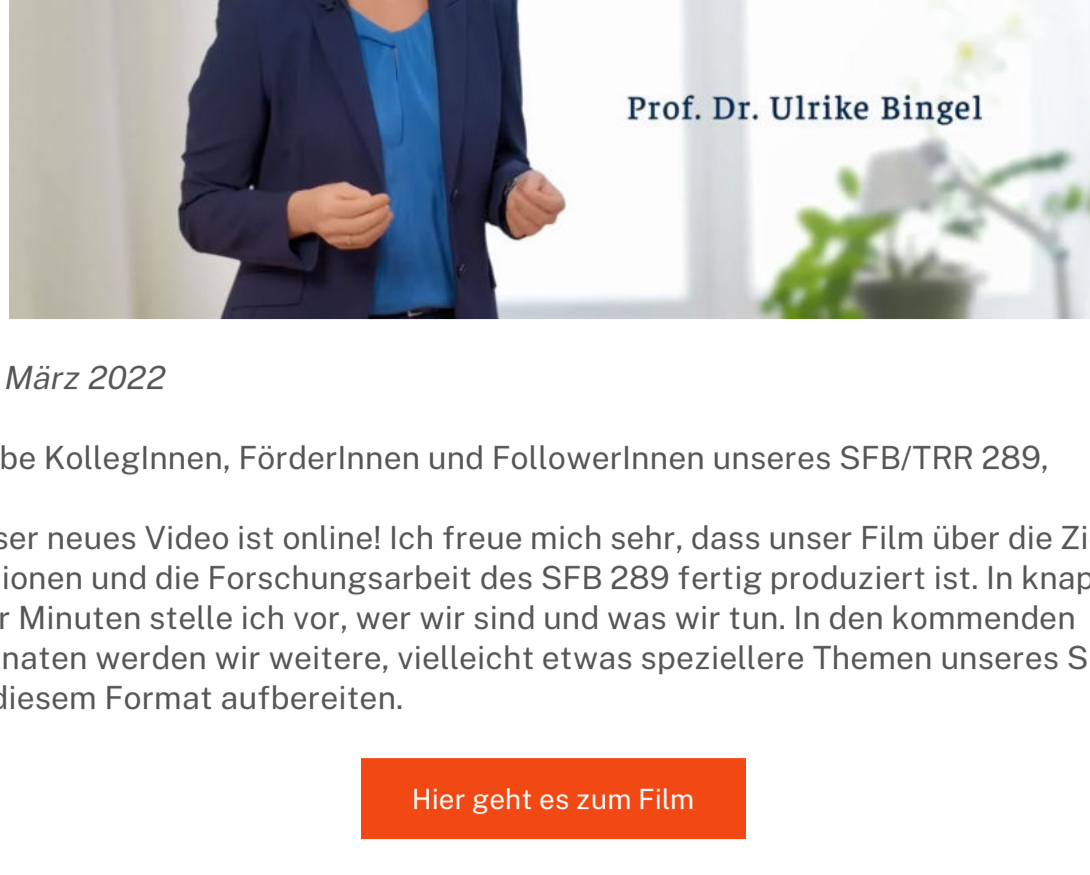 Prof. Dr. Ulrike Bingel
März 2022
be KollegInnen, FörderInnen und FollowerInnen unseres SFB/TRR 289,
ser neues Video ist online! Ich freue mich sehr, dass unser Film über die Zi
ionen und die Forschungsarbeit des SFB 289 fertig produziert ist. In knap
r Minuten stelle ich vor, wer wir sind und was wir tun. In den kommenden
naten werden wir weitere, vielleicht etwas speziellere Themen unseres S
diesem Format aufbereiten.
Hier geht es zum Film